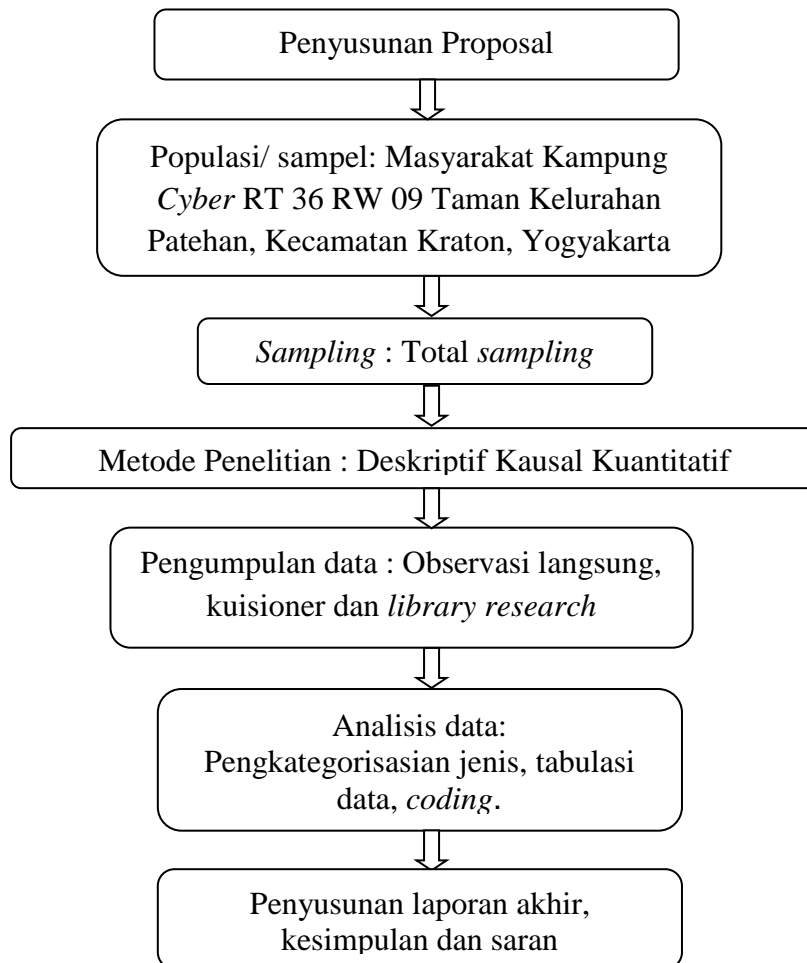 Penyusunan Proposal
Populasi/ sampel: Masyarakat Kampung
Cyber RT 36 RW 09 Taman Kelurahan
Patehan, Kecamatan Kraton, Yogyakarta
Sampling : Total sampling
Metode Penelitian : Deskriptif Kausal Kuantitatif
Pengumpulan data : Observasi langsung,
kuisioner dan library research
Analisis data:
Pengkategorisasian jenis, tabulasi
data, coding.
Penyusunan laporan akhir,
kesimpulan dan saran